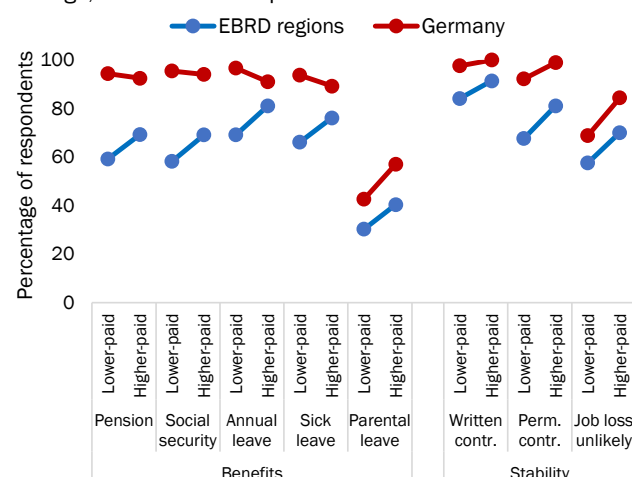 EBRD regions Germany
Percentage of respondents
100
80
60
40
20
0
Lower-paid Higher-paid Lower-paid Higher-paid Lower-paid Higher-paid Lower-paid Higher-paid Lower-paid Higher-paid Lower-paid Higher-paid Lower-paid Higher-paid Lower-paid Higher-paid
Pension Social Annual Sick Parental Written Perm. Job loss
security leave leave leave contr. contr. unlikely
Benefits Stability